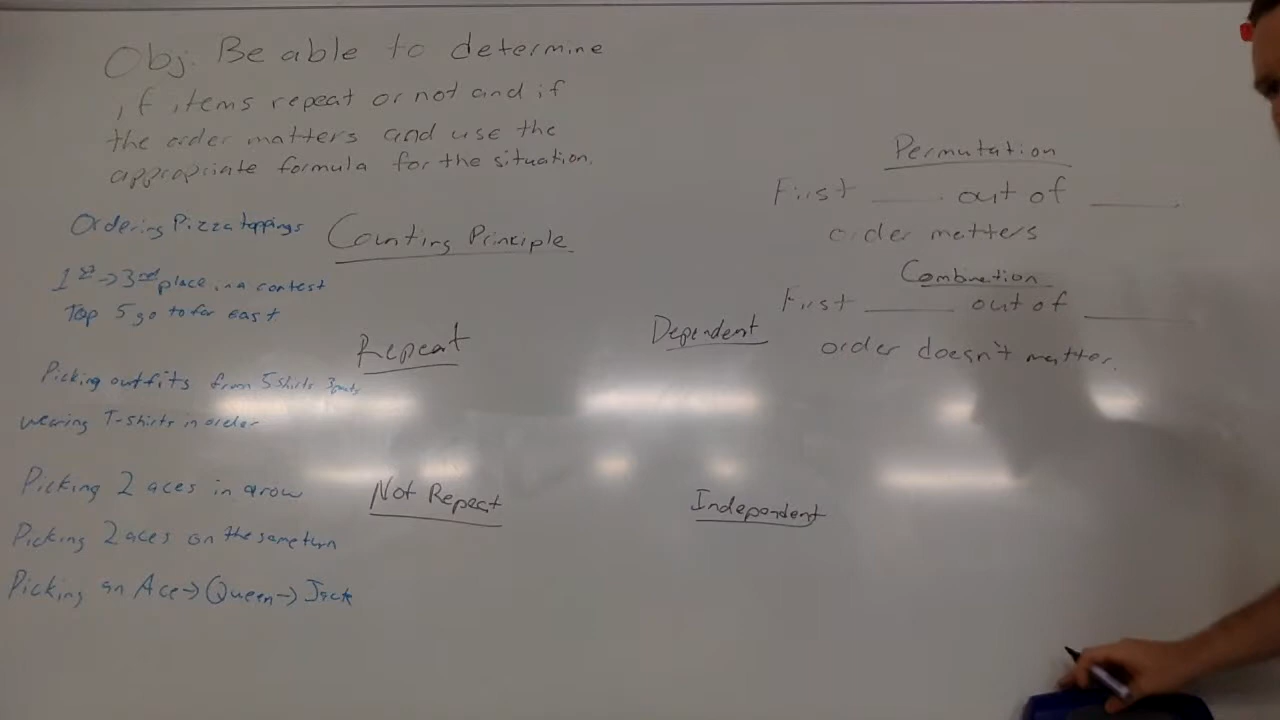 Obj: Be able to determine
if items repeat or not and if
the order matters and use the
appropriate formula for the situation.
Ordering Pizza toppings
1st → 3rd place in a contest
Top 5 go to far east
Picking outfits from 5 shirts 3 pants
wearing T-shirts in order
Picking 2 aces in a row
Picking 2 aces on the same turn
Picking an Ace → Queen → Jack
Counting Principle
Repeat
Not Repeat
Dependent
Independent
Permutation
First ____ out of ____
order matters
Combination
First ____ out of ____
order doesn't matter.